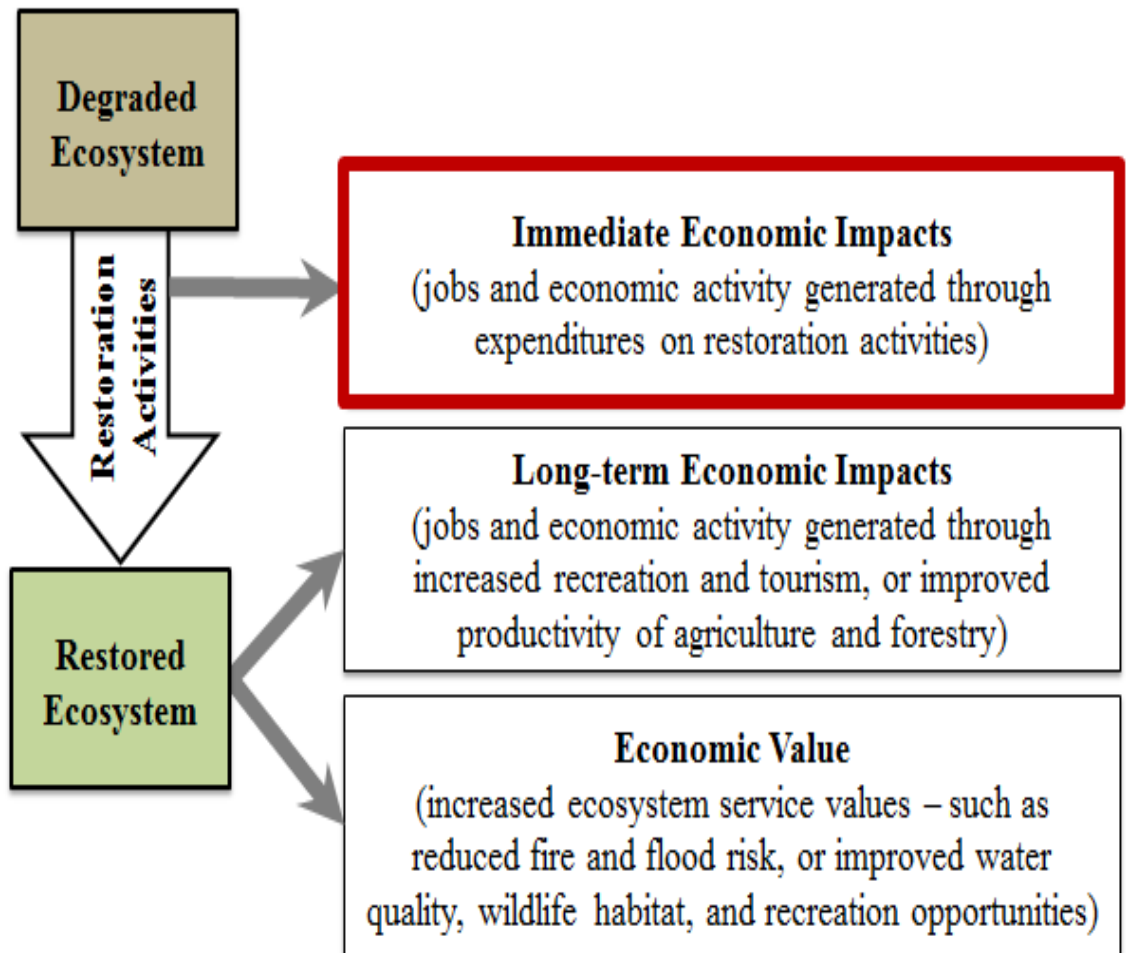 Degraded
Ecosystem
Immediate Economic Impacts
(jobs and economic activity generated through
expenditures on restoration activities)
Restoration
Activities
Long-term Economic Impacts
(jobs and economic activity generated through
increased recreation and tourism, or improved
productivity of agriculture and forestry)
Restored
Ecosystem
Economic Value
(increased ecosystem service values – such as
reduced fire and flood risk, or improved water
quality, wildlife habitat, and recreation opportunities)